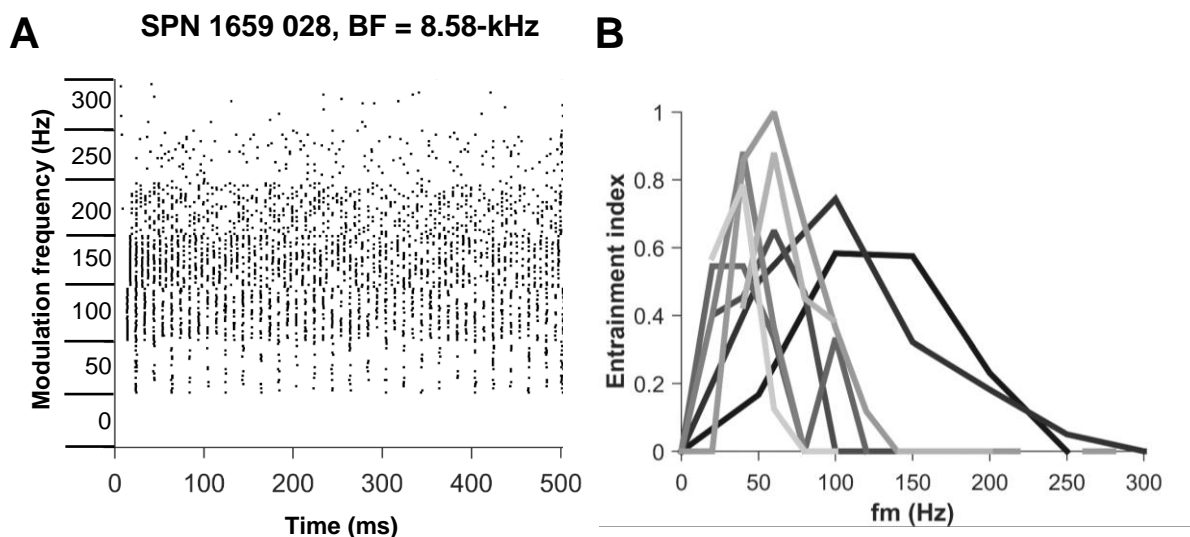 A
SPN 1659 028, BF = 8.58-kHz
Modulation frequency (Hz)
300
250
200
150
100
50
0
0 100 200 300 400 500
Time (ms)
B
Entrainment index
1
0.8
0.6
0.4
0.2
0
0 50 100 150 200 250 300
fm (Hz)